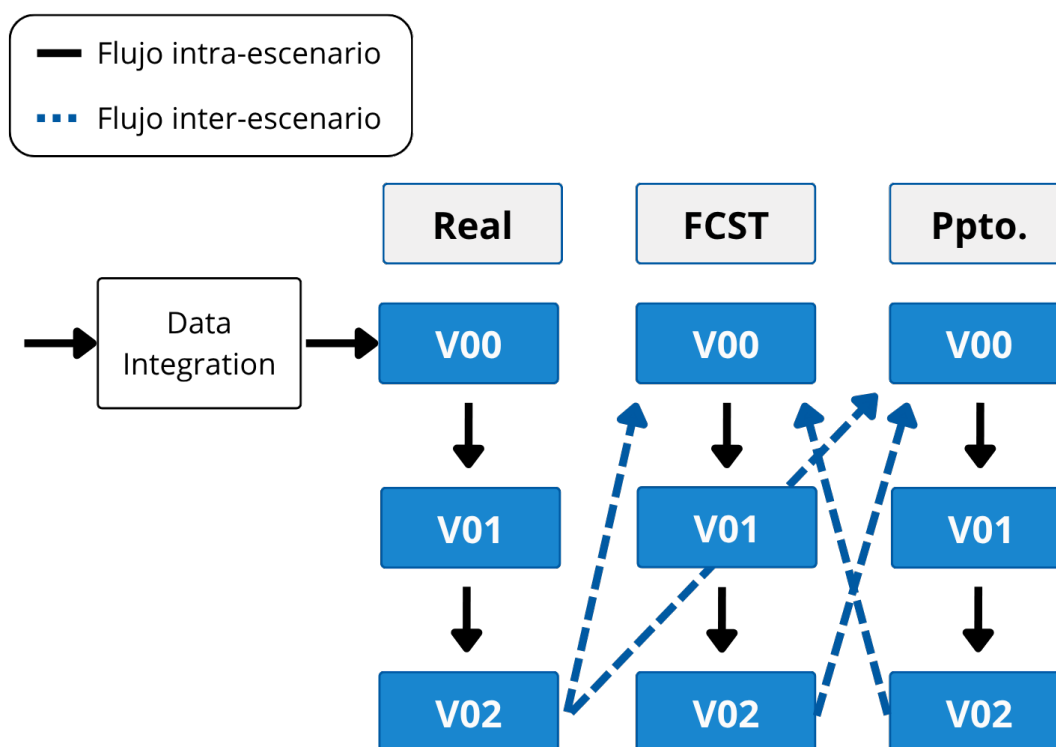 Flujo intra-escenario
Flujo inter-escenario
Real
FCST
Ppto.
Data
Integration
V00
V00
V00
V01
V01
V01
V02
V02
V02